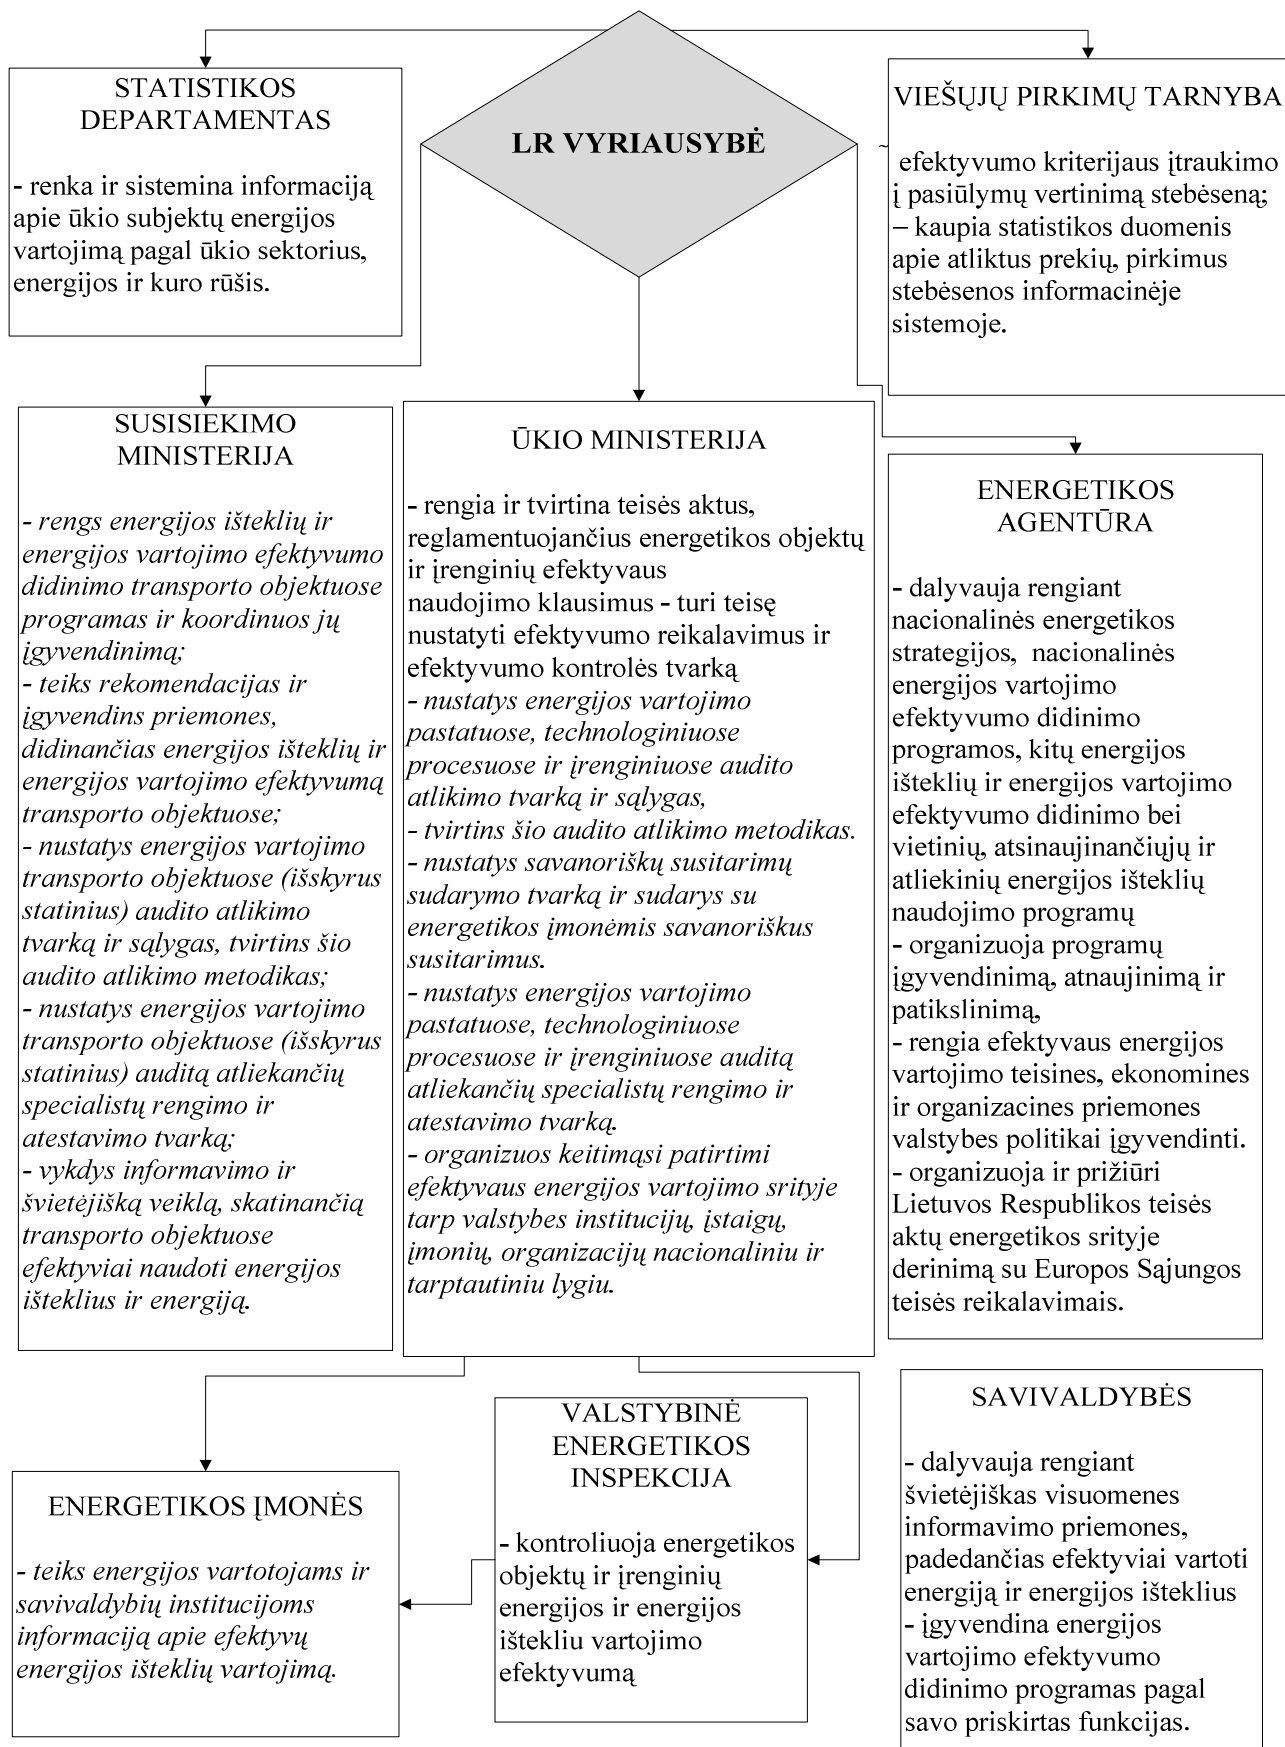 STATISTIKOS
DEPARTAMENTAS
- renka ir sistemina informaciją
apie ūkio subjektų energijos
vartojimą pagal ūkio sektorius,
energijos ir kuro rūšis.
LR VYRIAUSYBĖ
VIEŠŲJŲ PIRKIMŲ TARNYBA
~
efektyvumo kriterijaus įtraukimo
į pasiūlymų vertinimą stebėseną;
– kaupia statistikos duomenis
apie atliktus prekių, pirkimus
stebėsenos informacinėje
sistemoje.
SUSISIEKIMO
MINISTERIJA
- rengs energijos išteklių ir
energijos vartojimo efektyvumo
didinimo transporto objektuose
programas ir koordinuos jų
įgyvendinimą;
- teiks rekomendacijas ir
įgyvendins priemones,
didinančias energijos išteklių ir
energijos vartojimo efektyvumą
transporto objektuose;
- nustatys energijos vartojimo
transporto objektuose (išskyrus
statinius) audito atlikimo
tvarką ir sąlygas, tvirtins šio
audito atlikimo metodikas;
- nustatys energijos vartojimo
transporto objektuose (išskyrus
statinius) auditą atliekančių
specialistų rengimo ir
atestavimo tvarką;
- vykdys informavimo ir
švietėjišką veiklą, skatinančią
transporto objektuose
efektyviai naudoti energijos
išteklius ir energiją.
ŪKIO MINISTERIJA
- rengia ir tvirtina teisės aktus,
reglamentuojančius energetikos objektų
ir įrenginių efektyvaus
naudojimo klausimus - turi teisę
nustatyti efektyvumo reikalavimus ir
efektyvumo kontrolės tvarką
- nustatys energijos vartojimo
pastatuose, technologiniuose
procesuose ir įrenginiuose audito
atlikimo tvarką ir sąlygas,
- tvirtins šio audito atlikimo metodikas.
- nustatys savanoriškų susitarimų
sudarymo tvarką ir sudarys su
energetikos įmonėmis savanoriškus
susitarimus.
- nustatys energijos vartojimo
pastatuose, technologiniuose
procesuose ir įrenginiuose auditą
atliekančių specialistų rengimo ir
atestavimo tvarką.
- organizuos keitimąsi patirtimi
efektyvaus energijos vartojimo srityje
tarp valstybes institucijų, įstaigų,
įmonių, organizacijų nacionaliniu ir
tarptautiniu lygiu.
ENERGETIKOS
AGENTŪRA
- dalyvauja rengiant
nacionalinės energetikos
strategijos, nacionalinės
energijos vartojimo
efektyvumo didinimo
programos, kitų energijos
išteklių ir energijos vartojimo
efektyvumo didinimo bei
vietinių, atsinaujinančiųjų ir
atliekinių energijos išteklių
naudojimo programų
- organizuoja programų
įgyvendinimą, atnaujinimą ir
patikslinimą,
- rengia efektyvaus energijos
vartojimo teisines, ekonomines
ir organizacines priemones
valstybes politikai įgyvendinti.
- organizuoja ir prižiūri
Lietuvos Respublikos teisės
aktų energetikos srityje
derinimą su Europos Sąjungos
teisės reikalavimais.
ENERGETIKOS ĮMONĖS
- teiks energijos vartotojams ir
savivaldybių institucijoms
informaciją apie efektyvų
energijos išteklių vartojimą.
VALSTYBINĖ
ENERGETIKOS
INSPEKCIJA
- kontroliuoja energetikos
objektų ir įrenginių
energijos ir energijos
ištekliu vartojimo
efektyvumą
SAVIVALDYBĖS
- dalyvauja rengiant
švietėjiškas visuomenes
informavimo priemones,
padedančias efektyviai vartoti
energiją ir energijos išteklius
- įgyvendina energijos
vartojimo efektyvumo
didinimo programas pagal
savo priskirtas funkcijas.